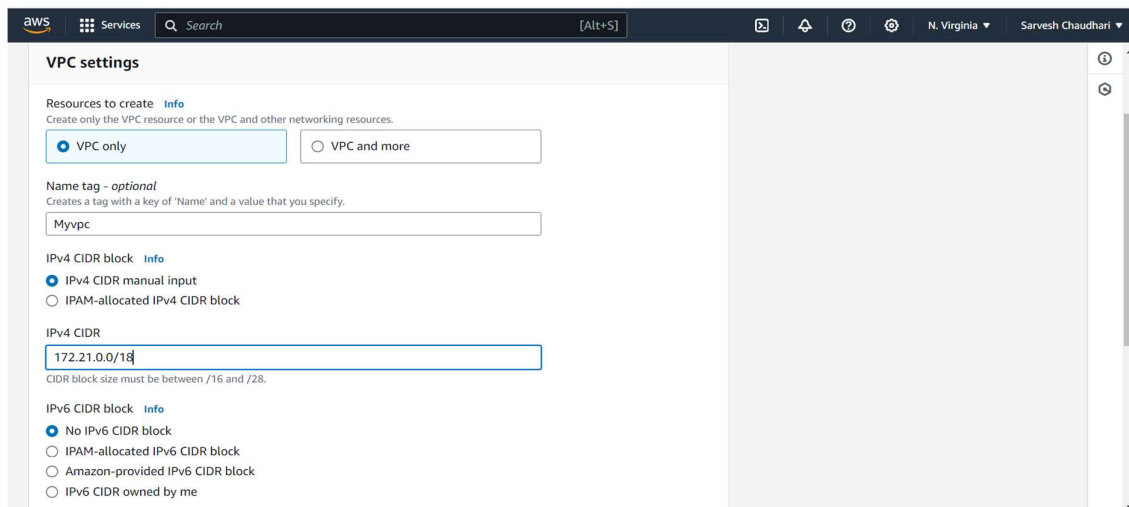 aws Services Search [Alt+S] N. Virginia Sarvesh Chaudhari
VPC settings
Resources to create Info
Create only the VPC resource or the VPC and other networking resources.
VPC only VPC and more
Name tag - optional
Creates a tag with a key of 'Name' and a value that you specify.
Myvpc
IPv4 CIDR block Info
IPv4 CIDR manual input
IPAM-allocated IPv4 CIDR block
IPv4 CIDR
172.21.0.0/18
CIDR block size must be between /16 and /28.
IPv6 CIDR block Info
No IPv6 CIDR block
IPAM-allocated IPv6 CIDR block
Amazon-provided IPv6 CIDR block
IPv6 CIDR owned by me